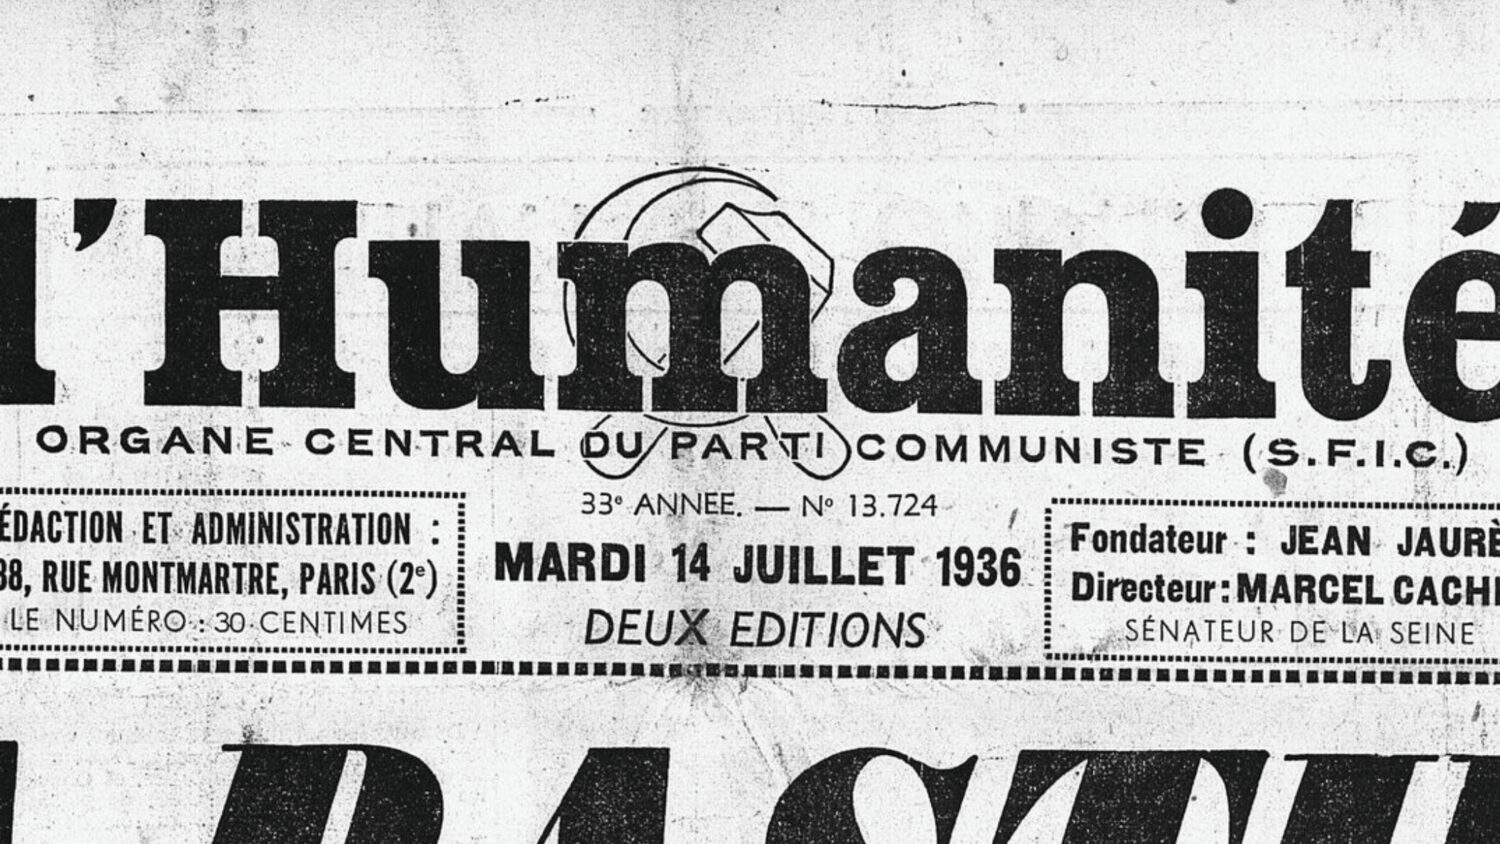 l'Humanité
ORGANE CENTRAL DU PARTI COMMUNISTE (S.F.I.C.)
33e ANNEE. — No 13.724
MARDI 14 JUILLET 1936
DEUX EDITIONS
ÉDACTION ET ADMINISTRATION :
38, RUE MONTMARTRE, PARIS (2e)
LE NUMÉRO : 30 CENTIMES
Fondateur : JEAN JAURÈ
Directeur : MARCEL CACHI
SÉNATEUR DE LA SEINE